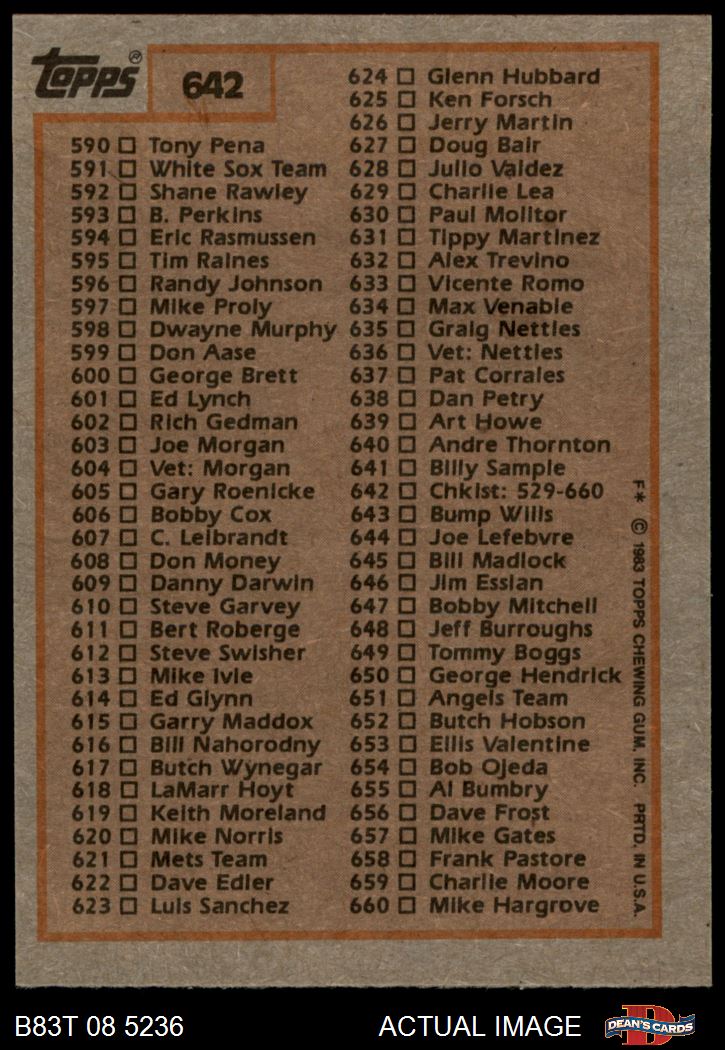 Topps®
642
590 □ Tony Pena
591 □ White Sox Team
592 □ Shane Rawley
593 □ B. Perkins
594 □ Eric Rasmussen
595 □ Tim Raines
596 □ Randy Johnson
597 □ Mike Proly
598 □ Dwayne Murphy
599 □ Don Aase
600 □ George Brett
601 □ Ed Lynch
602 □ Rich Gedman
603 □ Joe Morgan
604 □ Vet: Morgan
605 □ Gary Roenicke
606 □ Bobby Cox
607 □ C. Leibrandt
608 □ Don Money
609 □ Danny Darwin
610 □ Steve Garvey
611 □ Bert Roberge
612 □ Steve Swisher
613 □ Mike Ivie
614 □ Ed Glynn
615 □ Garry Maddox
616 □ Bill Nahorodny
617 □ Butch Wynegar
618 □ LaMarr Hoyt
619 □ Keith Moreland
620 □ Mike Norris
621 □ Mets Team
622 □ Dave Edler
623 □ Luis Sanchez
624 □ Glenn Hubbard
625 □ Ken Forsch
626 □ Jerry Martin
627 □ Doug Bair
628 □ Julio Valdez
629 □ Charlie Lea
630 □ Paul Molitor
631 □ Tippy Martinez
632 □ Alex Trevino
633 □ Vicente Romo
634 □ Max Venable
635 □ Graig Nettles
636 □ Vet: Nettles
637 □ Pat Corrales
638 □ Dan Petry
639 □ Art Howe
640 □ Andre Thornton
641 □ Billy Sample
642 □ Chklst: 529-660
643 □ Bump Wills
644 □ Joe Lefebvre
645 □ Bill Madlock
646 □ Jim Essian
647 □ Bobby Mitchell
648 □ Jeff Burroughs
649 □ Tommy Boggs
650 □ George Hendrick
651 □ Angels Team
652 □ Butch Hobson
653 □ Ellis Valentine
654 □ Bob Ojeda
655 □ Al Bumbry
656 □ Dave Frost
657 □ Mike Gates
658 □ Frank Pastore
659 □ Charlie Moore
660 □ Mike Hargrove
F* © 1983 TOPPS CHEWING GUM, INC. PRTD. IN U.S.A.
B83T 08 5236
ACTUAL IMAGE
D
DEAN'S CARDS